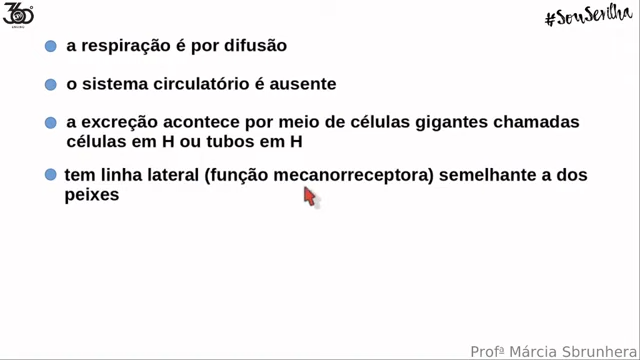 360°
#SouSerilha
a respiração é por difusão
o sistema circulatório é ausente
a excreção acontece por meio de células gigantes chamadas
células em H ou tubos em H
tem linha lateral (função mecanorreceptora) semelhante a dos
peixes
Profª Márcia Sbrunhera